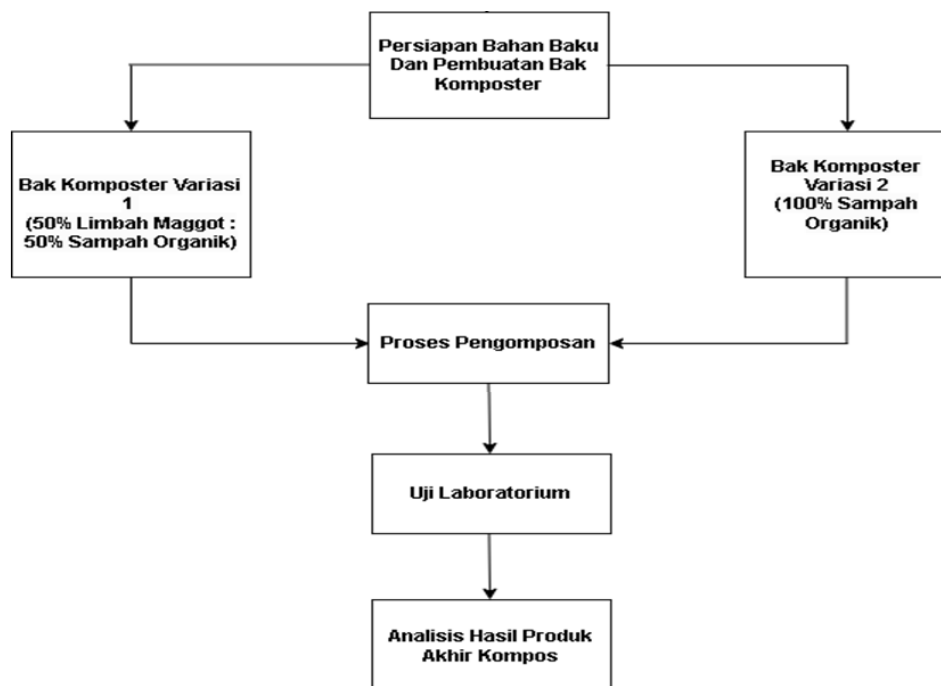 Persiapan Bahan Baku
Dan Pembuatan Bak
Komposter
Bak Komposter Variasi
1
(50% Limbah Maggot :
50% Sampah Organik)
Bak Komposter
Variasi 2
(100% Sampah
Organik)
Proses Pengomposan
Uji Laboratorium
Analisis Hasil Produk
Akhir Kompos